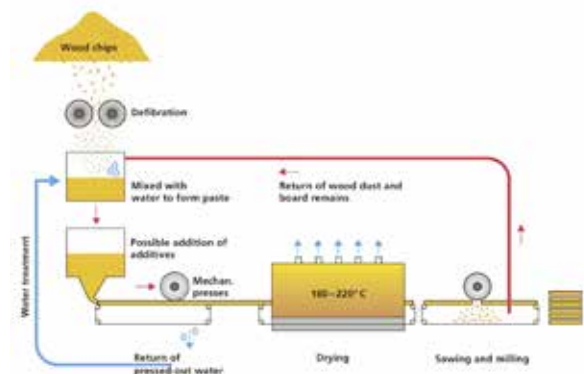 Wood chips
Defibration
Mixed with
water to form paste
Return of wood dust and
board remains
Possible addition of
additives
Mechan.
presses
180–220° C
Water treatment
Return of
pressed-out water
Drying
Sawing and milling